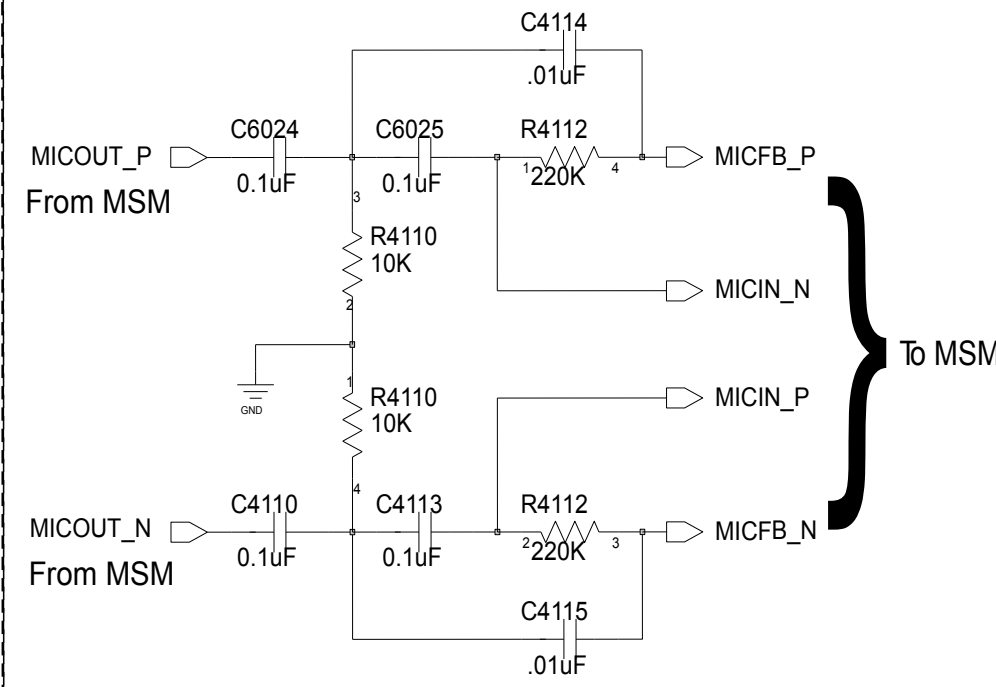 C4114
.01uF
C6024
C6025
R4112
MICOUT_P
1
4
MICFB_P
0.1uF
0.1uF
220K
From MSM
3
R4110
10K
MICIN_N
2
To MSM
1
GND
R4110
10K
MICIN_P
4
C4110
C4113
R4112
MICOUT_N
2
3
MICFB_N
0.1uF
0.1uF
220K
From MSM
C4115
.01uF